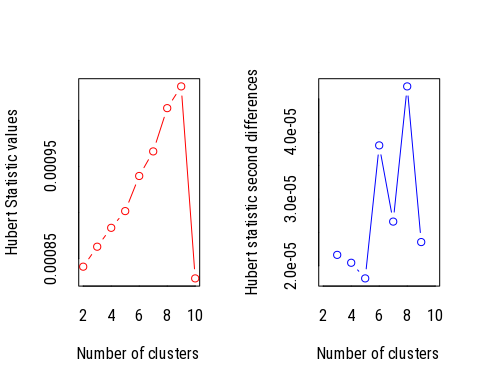 Hubert Statistic values
0.00085 0.00095
2 4 6 8 10
Number of clusters
Hubert statistic second differences
2.0e-05 3.0e-05 4.0e-05
2 4 6 8 10
Number of clusters